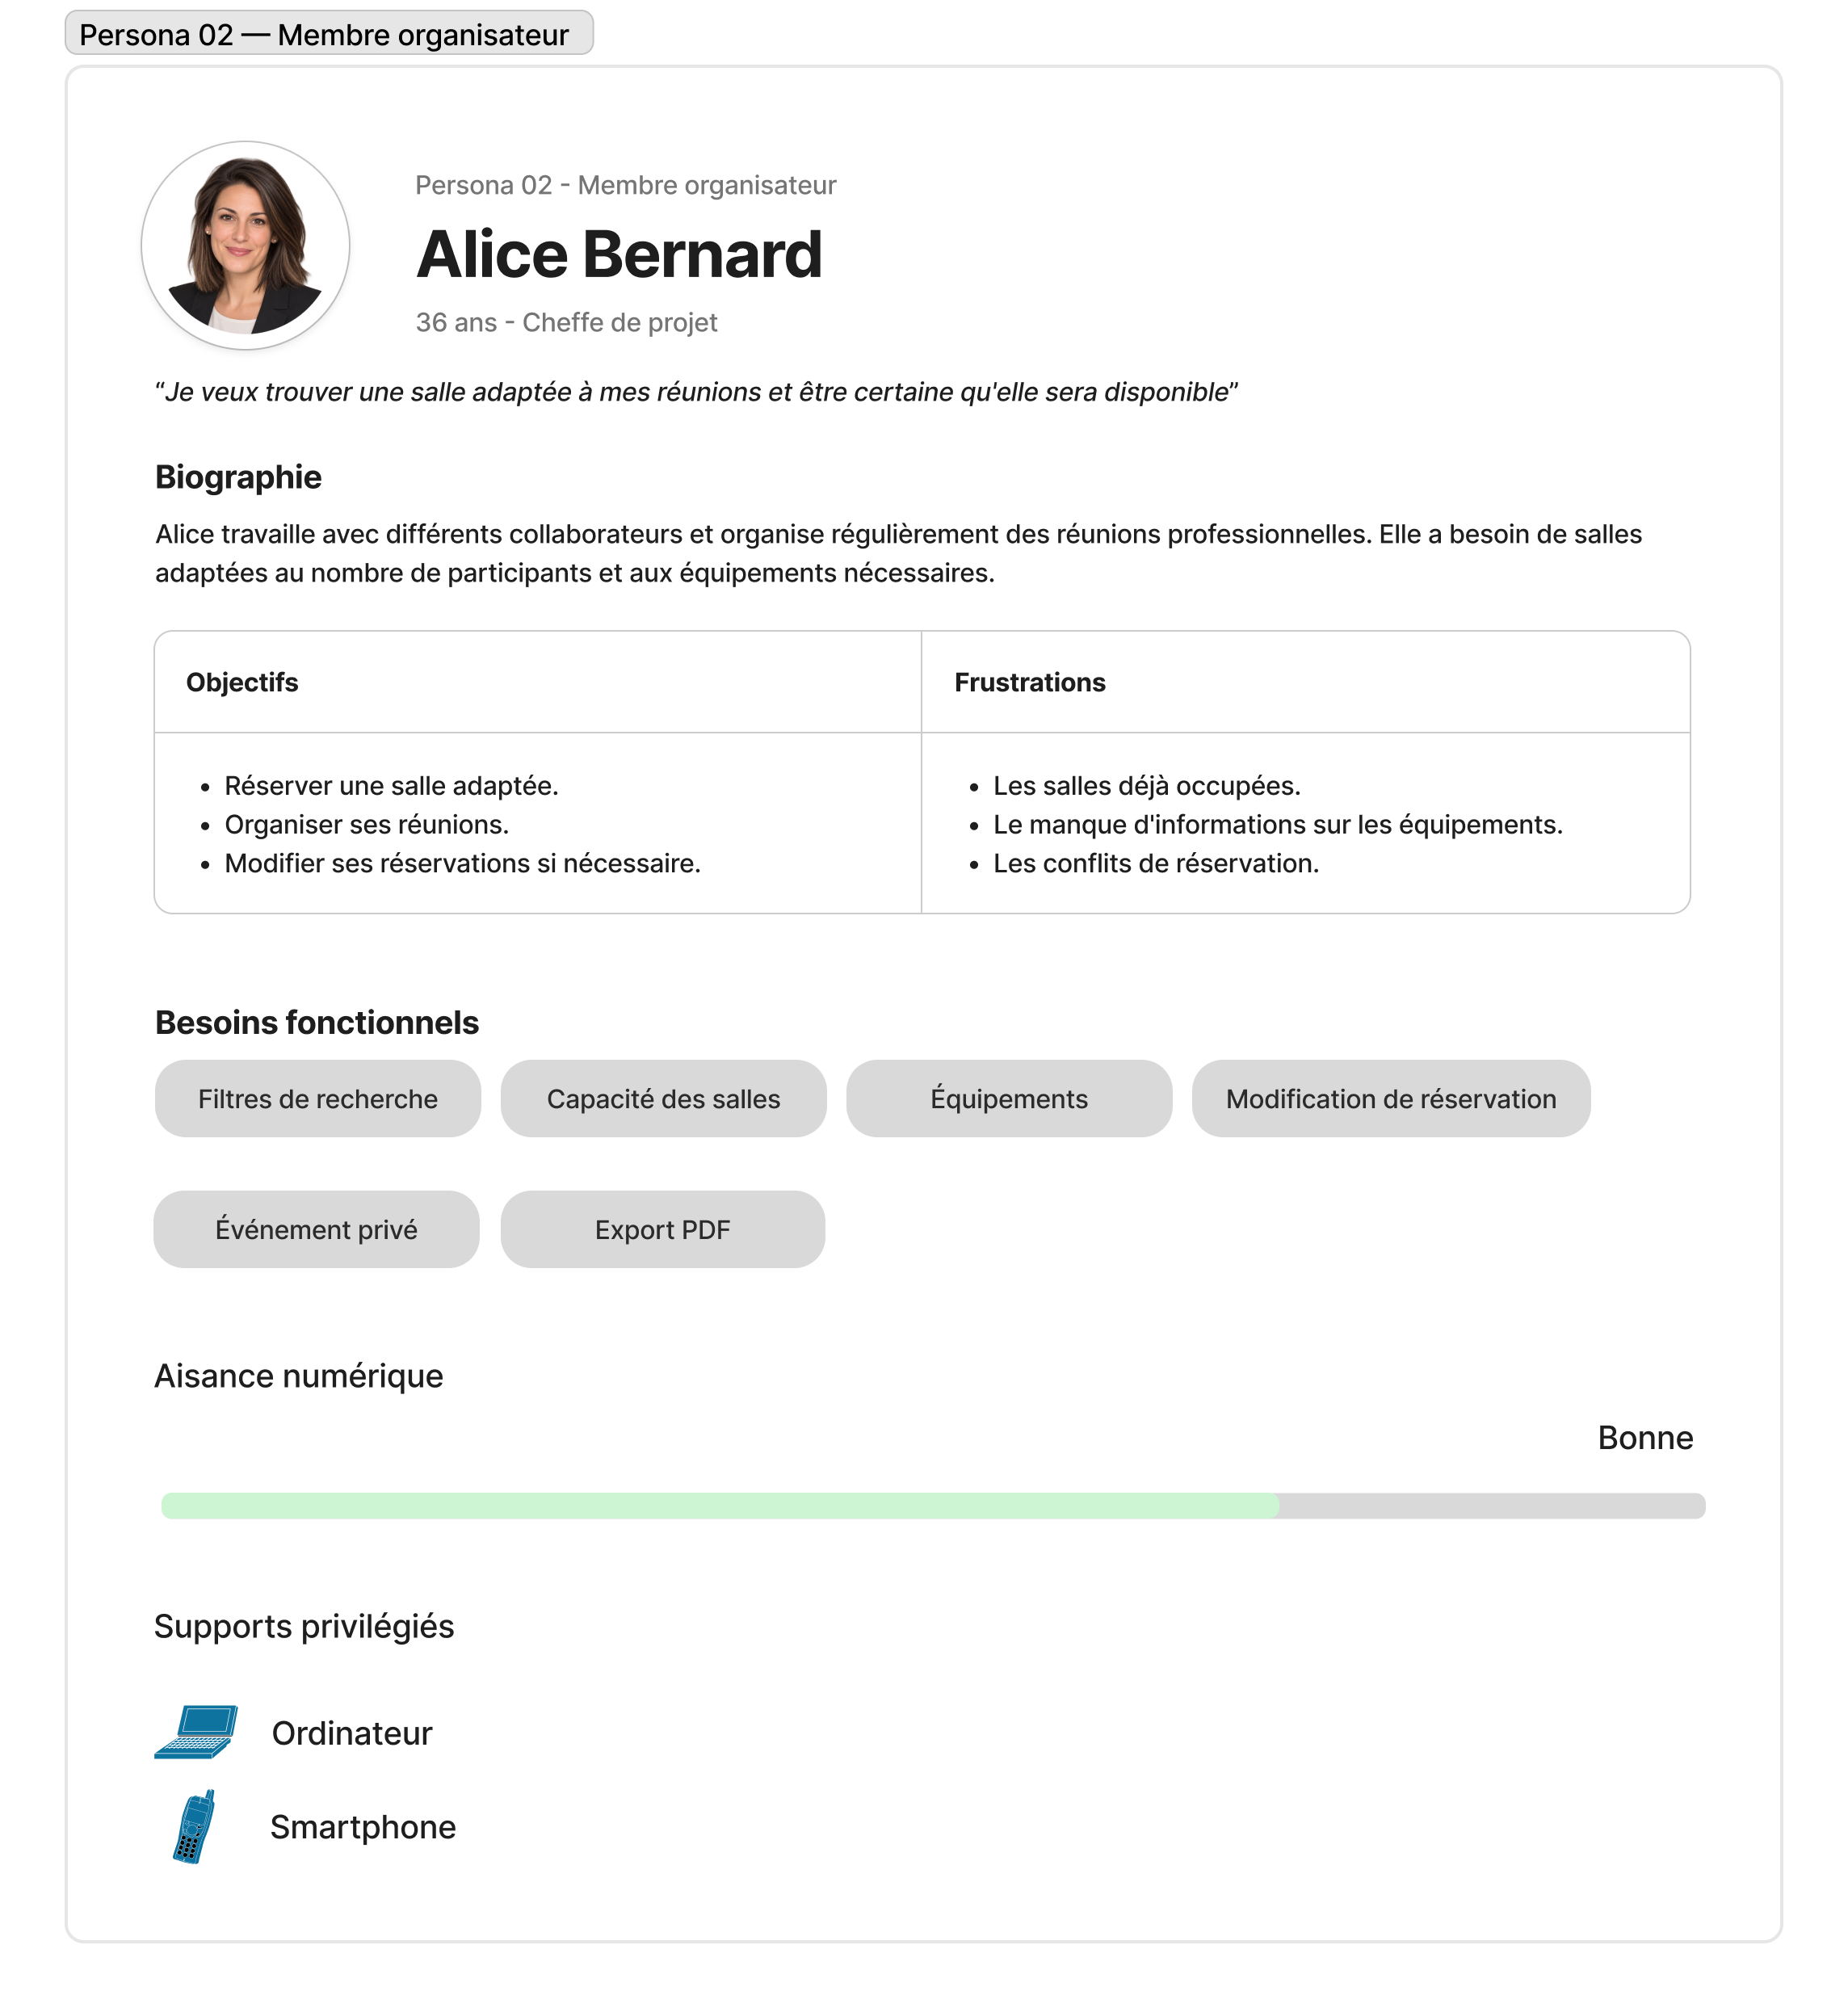 Persona 02 — Membre organisateur
Persona 02 - Membre organisateur
Alice Bernard
36 ans - Cheffe de projet
“Je veux trouver une salle adaptée à mes réunions et être certaine qu'elle sera disponible”
Biographie
Alice travaille avec différents collaborateurs et organise régulièrement des réunions professionnelles. Elle a besoin de salles
adaptées au nombre de participants et aux équipements nécessaires.
Objectifs
Frustrations
• Réserver une salle adaptée.
• Organiser ses réunions.
• Modifier ses réservations si nécessaire.
• Les salles déjà occupées.
• Le manque d'informations sur les équipements.
• Les conflits de réservation.
Besoins fonctionnels
Filtres de recherche
Capacité des salles
Équipements
Modification de réservation
Événement privé
Export PDF
Aisance numérique
Bonne
Supports privilégiés
Ordinateur
Smartphone